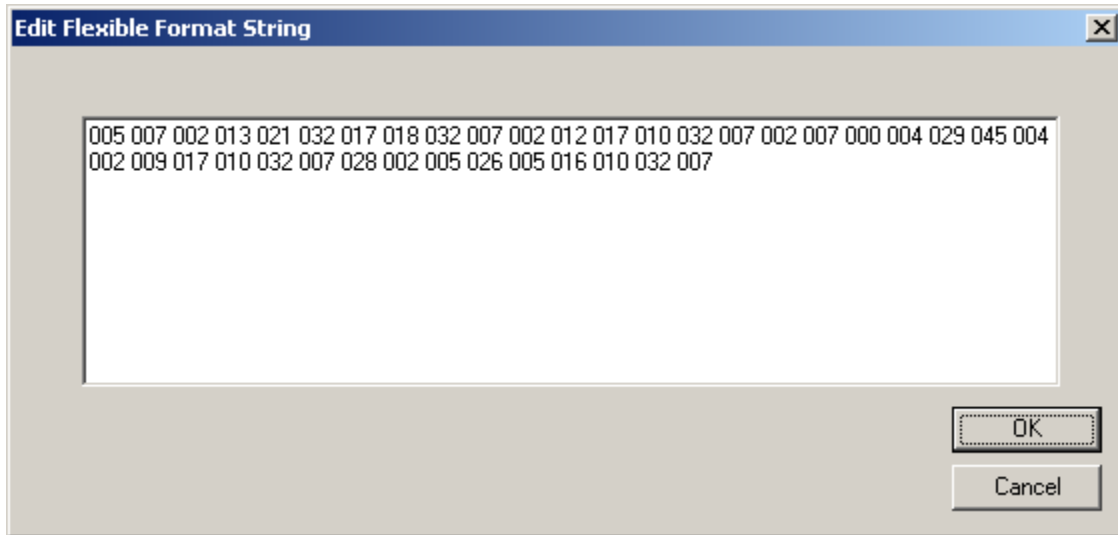 Edit Flexible Format String
005 007 002 013 021 032 017 018 032 007 002 012 017 010 032 007 002 007 000 004 029 045 004
002 009 017 010 032 007 028 002 005 026 005 016 010 032 007
OK
Cancel